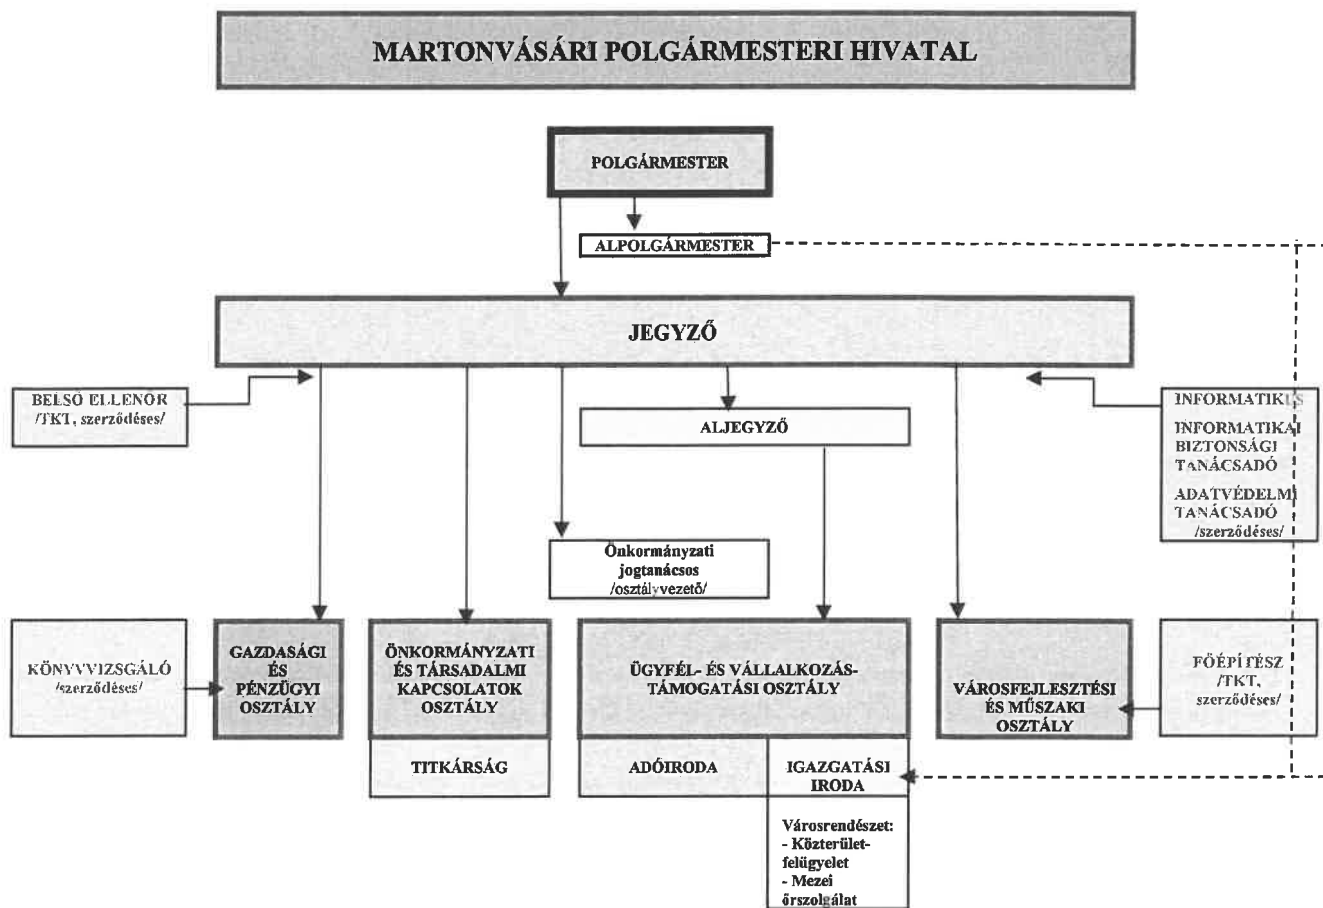 MARTONVÁSÁRI POLGÁRMESTERI HIVATAL
POLGÁRMESTER
ALPOLGÁRMESTER
JEGYZŐ
BELSŐ ELLENŐR
/TKT, szerződéses/
ALJEGYZŐ
INFORMATIKUS
INFORMATIKAI
BIZTONSÁGI
TANÁCSADÓ
ADATVÉDELMI
TANÁCSADÓ
/szerződéses/
Önkormányzati
jogtanácsos
/osztályvezető/
KÖNYVVIZSGÁLÓ
/szerződéses/
GAZDASÁGI
ÉS
PÉNZÜGYI
OSZTÁLY
ÖNKORMÁNYZATI
ÉS TÁRSADALMI
KAPCSOLATOK
OSZTÁLY
ÜGYFÉL- ÉS VÁLLALKOZÁS-
TÁMOGATÁSI OSZTÁLY
VÁROSFEJLESZTÉSI
ÉS MŰSZAKI
OSZTÁLY
FŐÉPÍTÉSZ
/TKT,
szerződéses/
TITKÁRSÁG
ADÓIRODA
IGAZGATÁSI
IRODA
Városrendészet:
- Közterület-
felügyelet
- Mezei
őrszolgálat